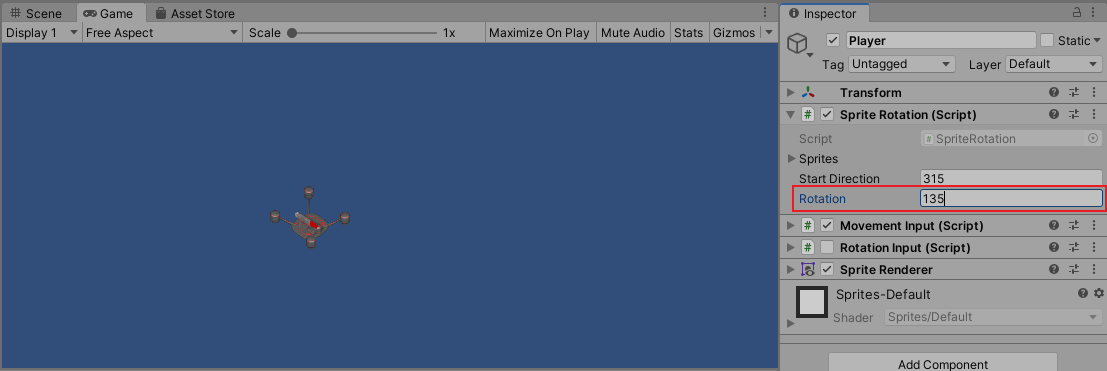 Scene Game Asset Store
Display 1 Free Aspect Scale 1x Maximize On Play Mute Audio Stats Gizmos
Inspector
Player Static
Tag Untagged Layer Default
Transform
# Sprite Rotation (Script)
Script # SpriteRotation
Sprites
Start Direction 315
Rotation 135
# Movement Input (Script)
# Rotation Input (Script)
Sprite Renderer
Sprites-Default
Shader Sprites/Default
Add Component